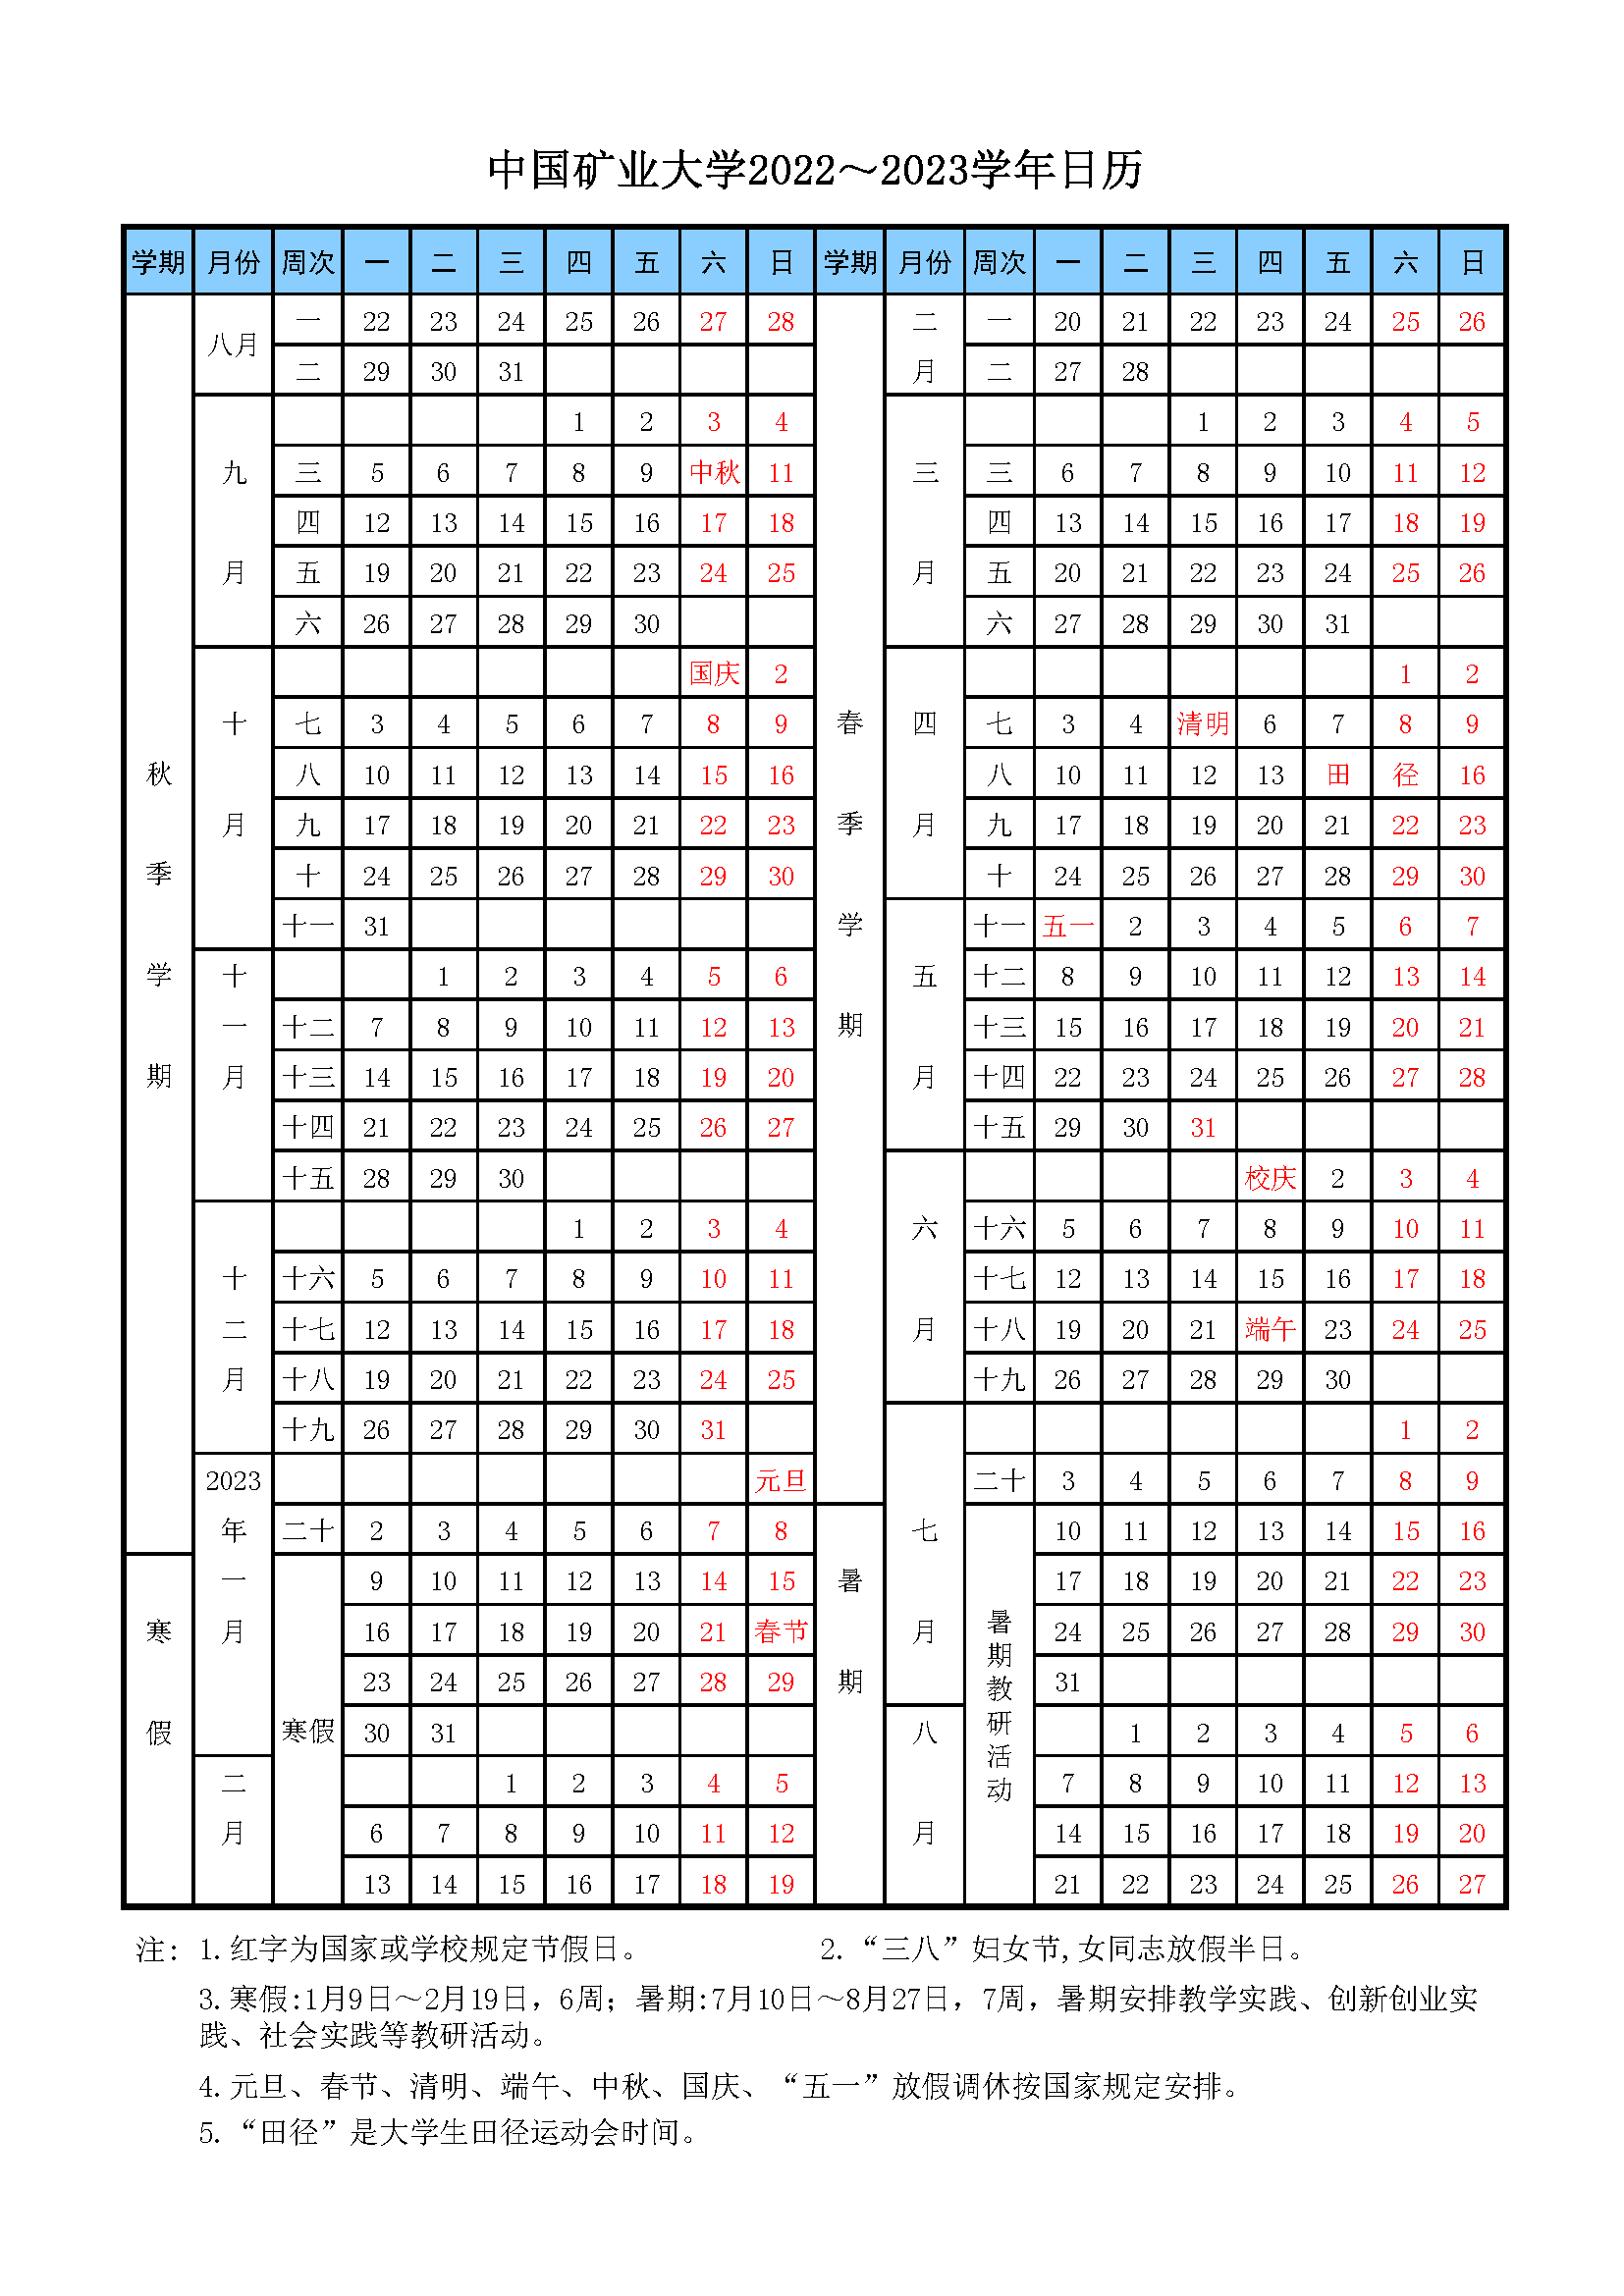 中国矿业大学2022～2023学年日历
学期 月份 周次 一 二 三 四 五 六 日 学期 月份 周次 一 二 三 四 五 六 日
秋季学期 八月 一 22 23 24 25 26 27 28 春季学期 二月 一 20 21 22 23 24 25 26
二 29 30 31 二 27 28
九月 1 2 3 4 三月 1 2 3 4 5
三 5 6 7 8 9 中秋 11 三 6 7 8 9 10 11 12
四 12 13 14 15 16 17 18 四 13 14 15 16 17 18 19
五 19 20 21 22 23 24 25 五 20 21 22 23 24 25 26
六 26 27 28 29 30 六 27 28 29 30 31
十月 国庆 2 四月 1 2
七 3 4 5 6 7 8 9 七 3 4 清明 6 7 8 9
八 10 11 12 13 14 15 16 八 10 11 12 13 田 径 16
九 17 18 19 20 21 22 23 九 17 18 19 20 21 22 23
十 24 25 26 27 28 29 30 十 24 25 26 27 28 29 30
十一 31 五月 十一 五一 2 3 4 5 6 7
十一月 1 2 3 4 5 6 十二 8 9 10 11 12 13 14
十二 7 8 9 10 11 12 13 十三 15 16 17 18 19 20 21
十三 14 15 16 17 18 19 20 十四 22 23 24 25 26 27 28
十四 21 22 23 24 25 26 27 十五 29 30 31
十五 28 29 30 六月 校庆 2 3 4
十二月 1 2 3 4 十六 5 6 7 8 9 10 11
十六 5 6 7 8 9 10 11 十七 12 13 14 15 16 17 18
十七 12 13 14 15 16 17 18 十八 19 20 21 端午 23 24 25
十八 19 20 21 22 23 24 25 十九 26 27 28 29 30
十九 26 27 28 29 30 31 七月 1 2
2023年一月 元旦 二十 3 4 5 6 7 8 9
二十 2 3 4 5 6 7 8 暑期 暑期教研活动 10 11 12 13 14 15 16
寒假 寒假 9 10 11 12 13 14 15 17 18 19 20 21 22 23
16 17 18 19 20 21 春节 24 25 26 27 28 29 30
23 24 25 26 27 28 29 31
30 31 八月 1 2 3 4 5 6
二月 1 2 3 4 5 7 8 9 10 11 12 13
6 7 8 9 10 11 12 14 15 16 17 18 19 20
13 14 15 16 17 18 19 21 22 23 24 25 26 27
注: 1.红字为国家或学校规定节假日。 2.“三八”妇女节,女同志放假半日。
3.寒假:1月9日～2月19日，6周；暑期:7月10日～8月27日，7周，暑期安排教学实践、创新创业实
践、社会实践等教研活动。
4.元旦、春节、清明、端午、中秋、国庆、“五一”放假调休按国家规定安排。
5.“田径”是大学生田径运动会时间。